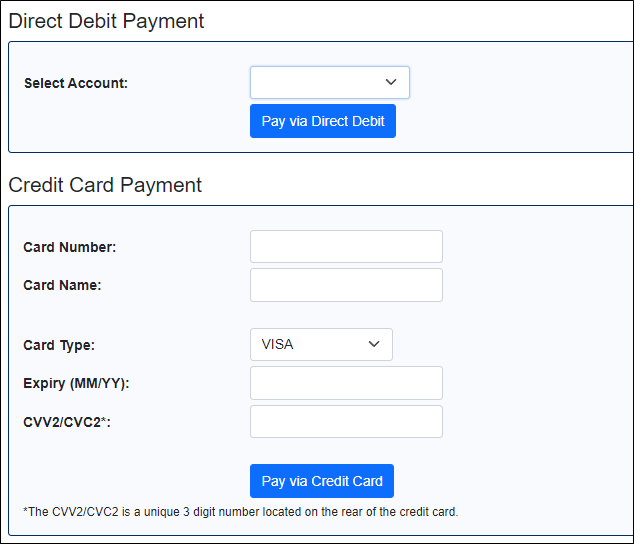 Direct Debit Payment
Select Account:
Pay via Direct Debit
Credit Card Payment
Card Number:
Card Name:
Card Type: VISA
Expiry (MM/YY):
CVV2/CVC2*:
Pay via Credit Card
*The CVV2/CVC2 is a unique 3 digit number located on the rear of the credit card.